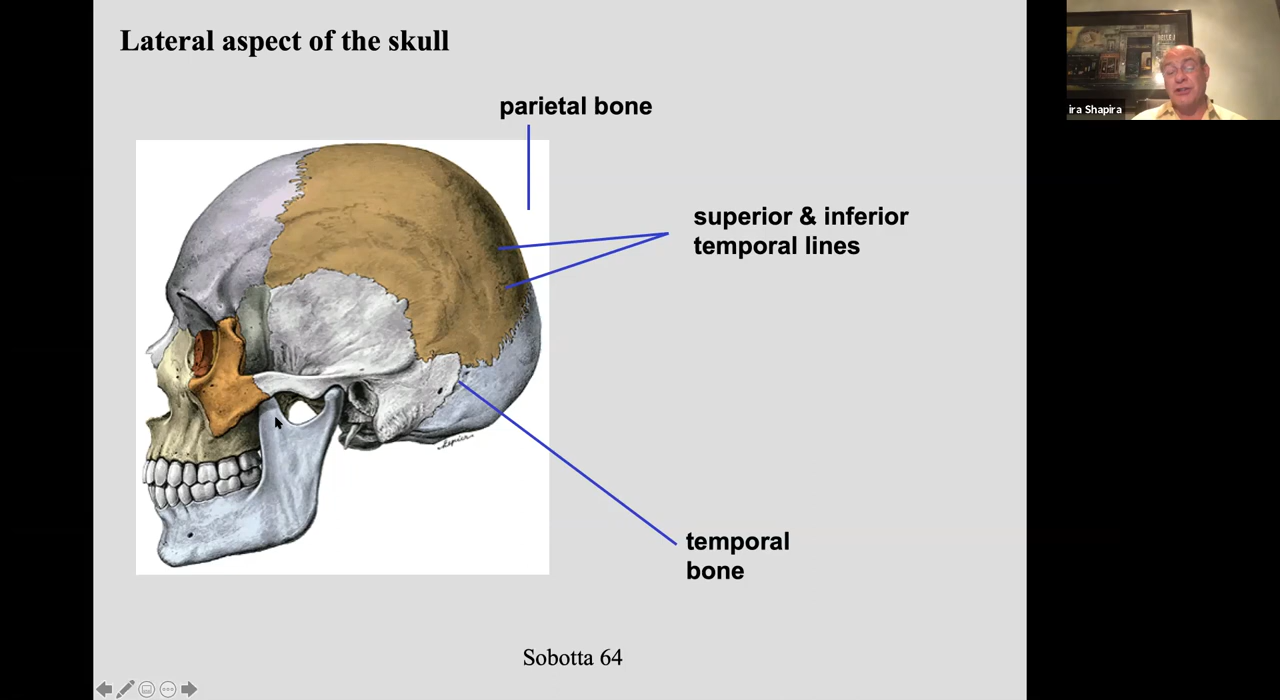 Lateral aspect of the skull
parietal bone
ira Shapira
superior & inferior
temporal lines
temporal
bone
Sobotta 64